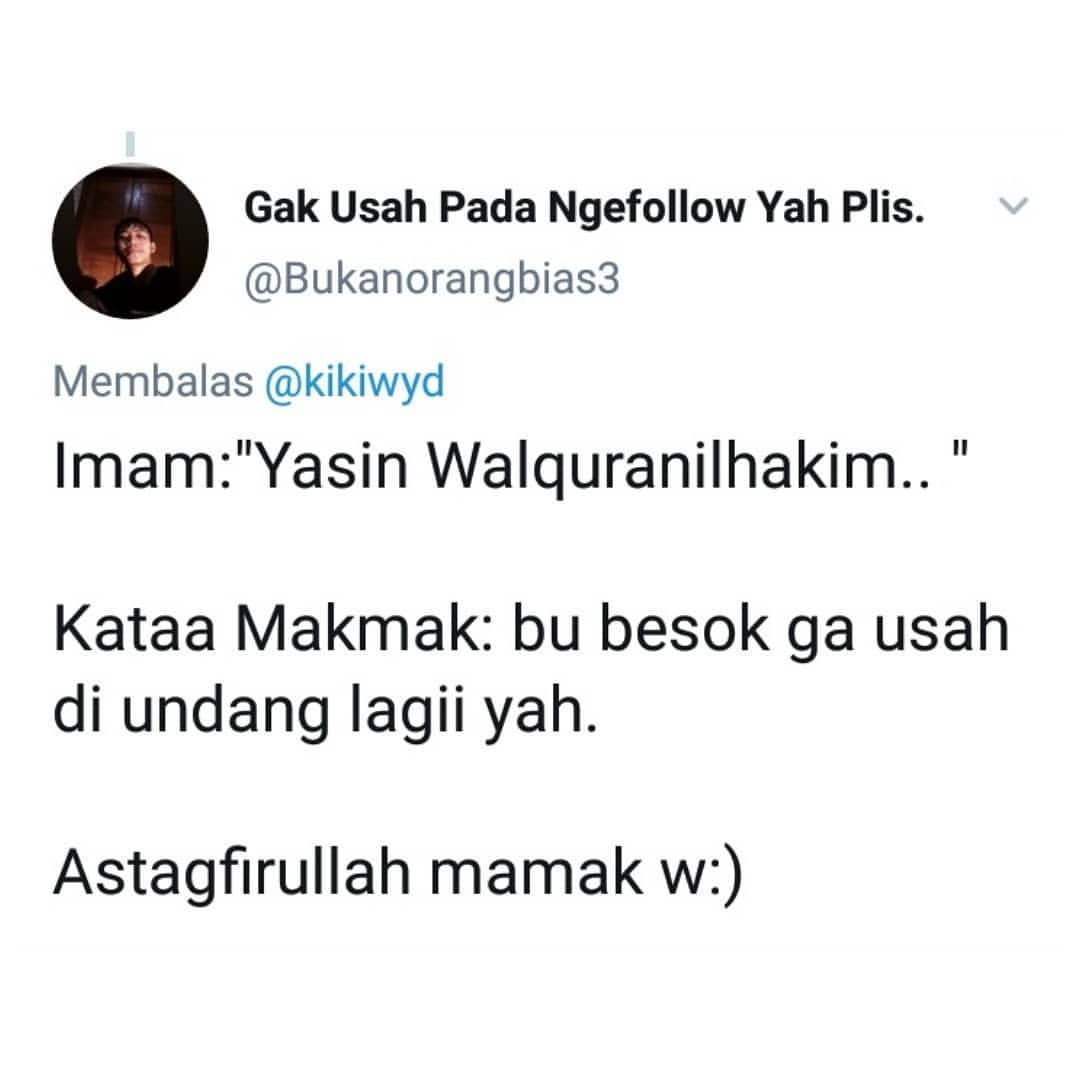 Gak Usah Pada Ngefollow Yah Plis.
@Bukanorangbias3
Membalas @kikiwyd
Imam:"Yasin Walquranilhakim.. "
Kataa Makmak: bu besok ga usah
di undang lagii yah.
Astagfirullah mamak w:)